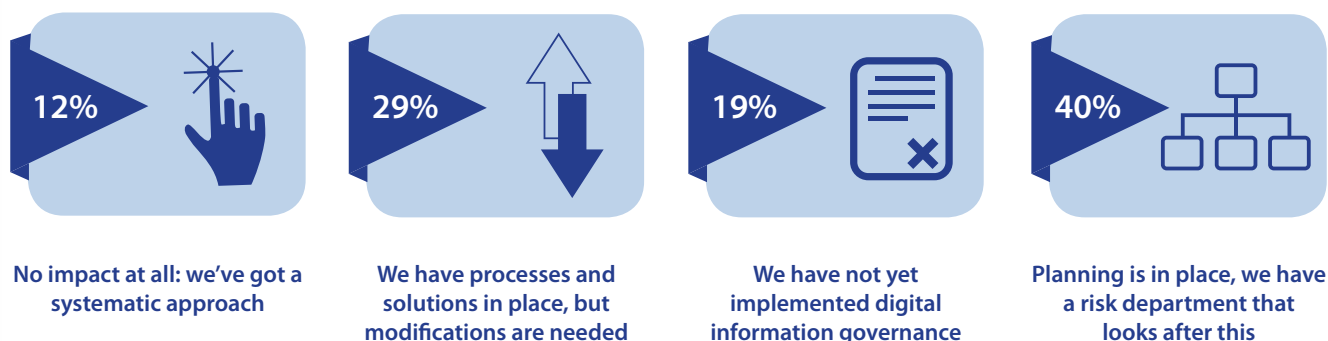 12%
29%
19%
40%
No impact at all: we've got a
systematic approach
We have processes and
solutions in place, but
modifications are needed
We have not yet
implemented digital
information governance
Planning is in place, we have
a risk department that
looks after this